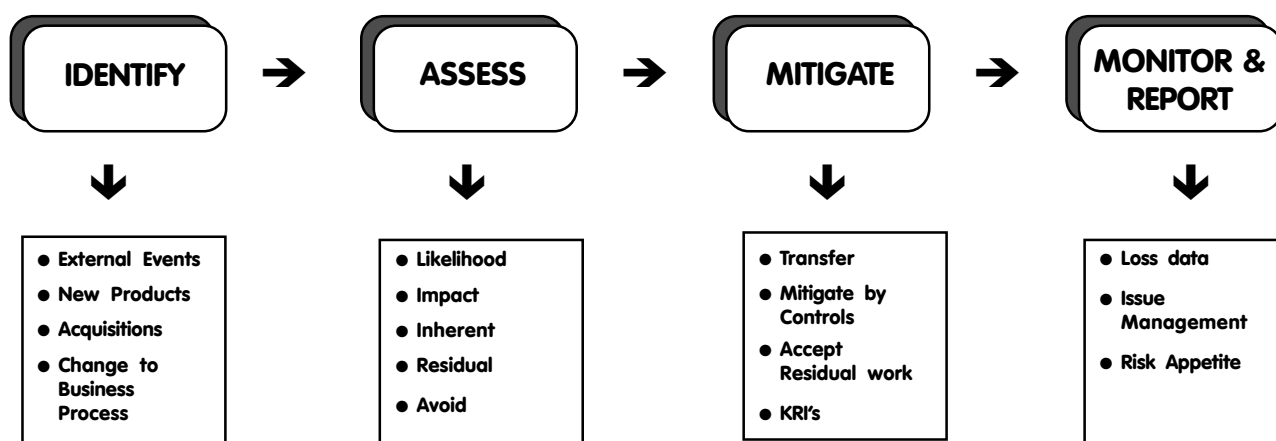 IDENTIFY
ASSESS
MITIGATE
MONITOR &
REPORT
● External Events
● New Products
● Acquisitions
● Change to
Business
Process
● Likelihood
● Impact
● Inherent
● Residual
● Avoid
● Transfer
● Mitigate by
Controls
● Accept
Residual work
● KRI's
● Loss data
● Issue
Management
● Risk Appetite